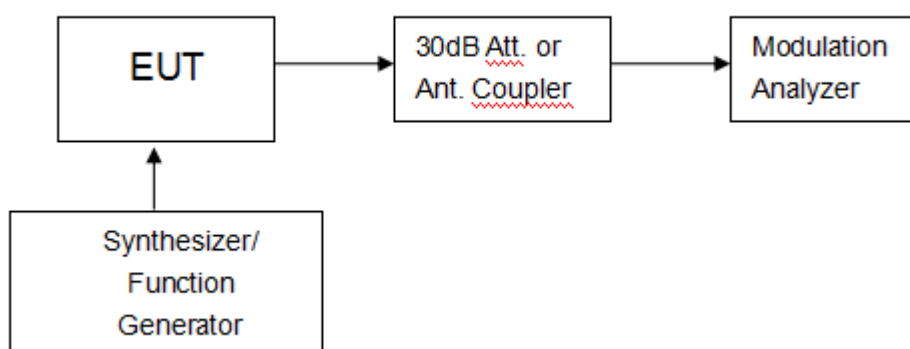 EUT
30dB Att. or
Ant. Coupler
Modulation
Analyzer
Synthesizer/
Function
Generator